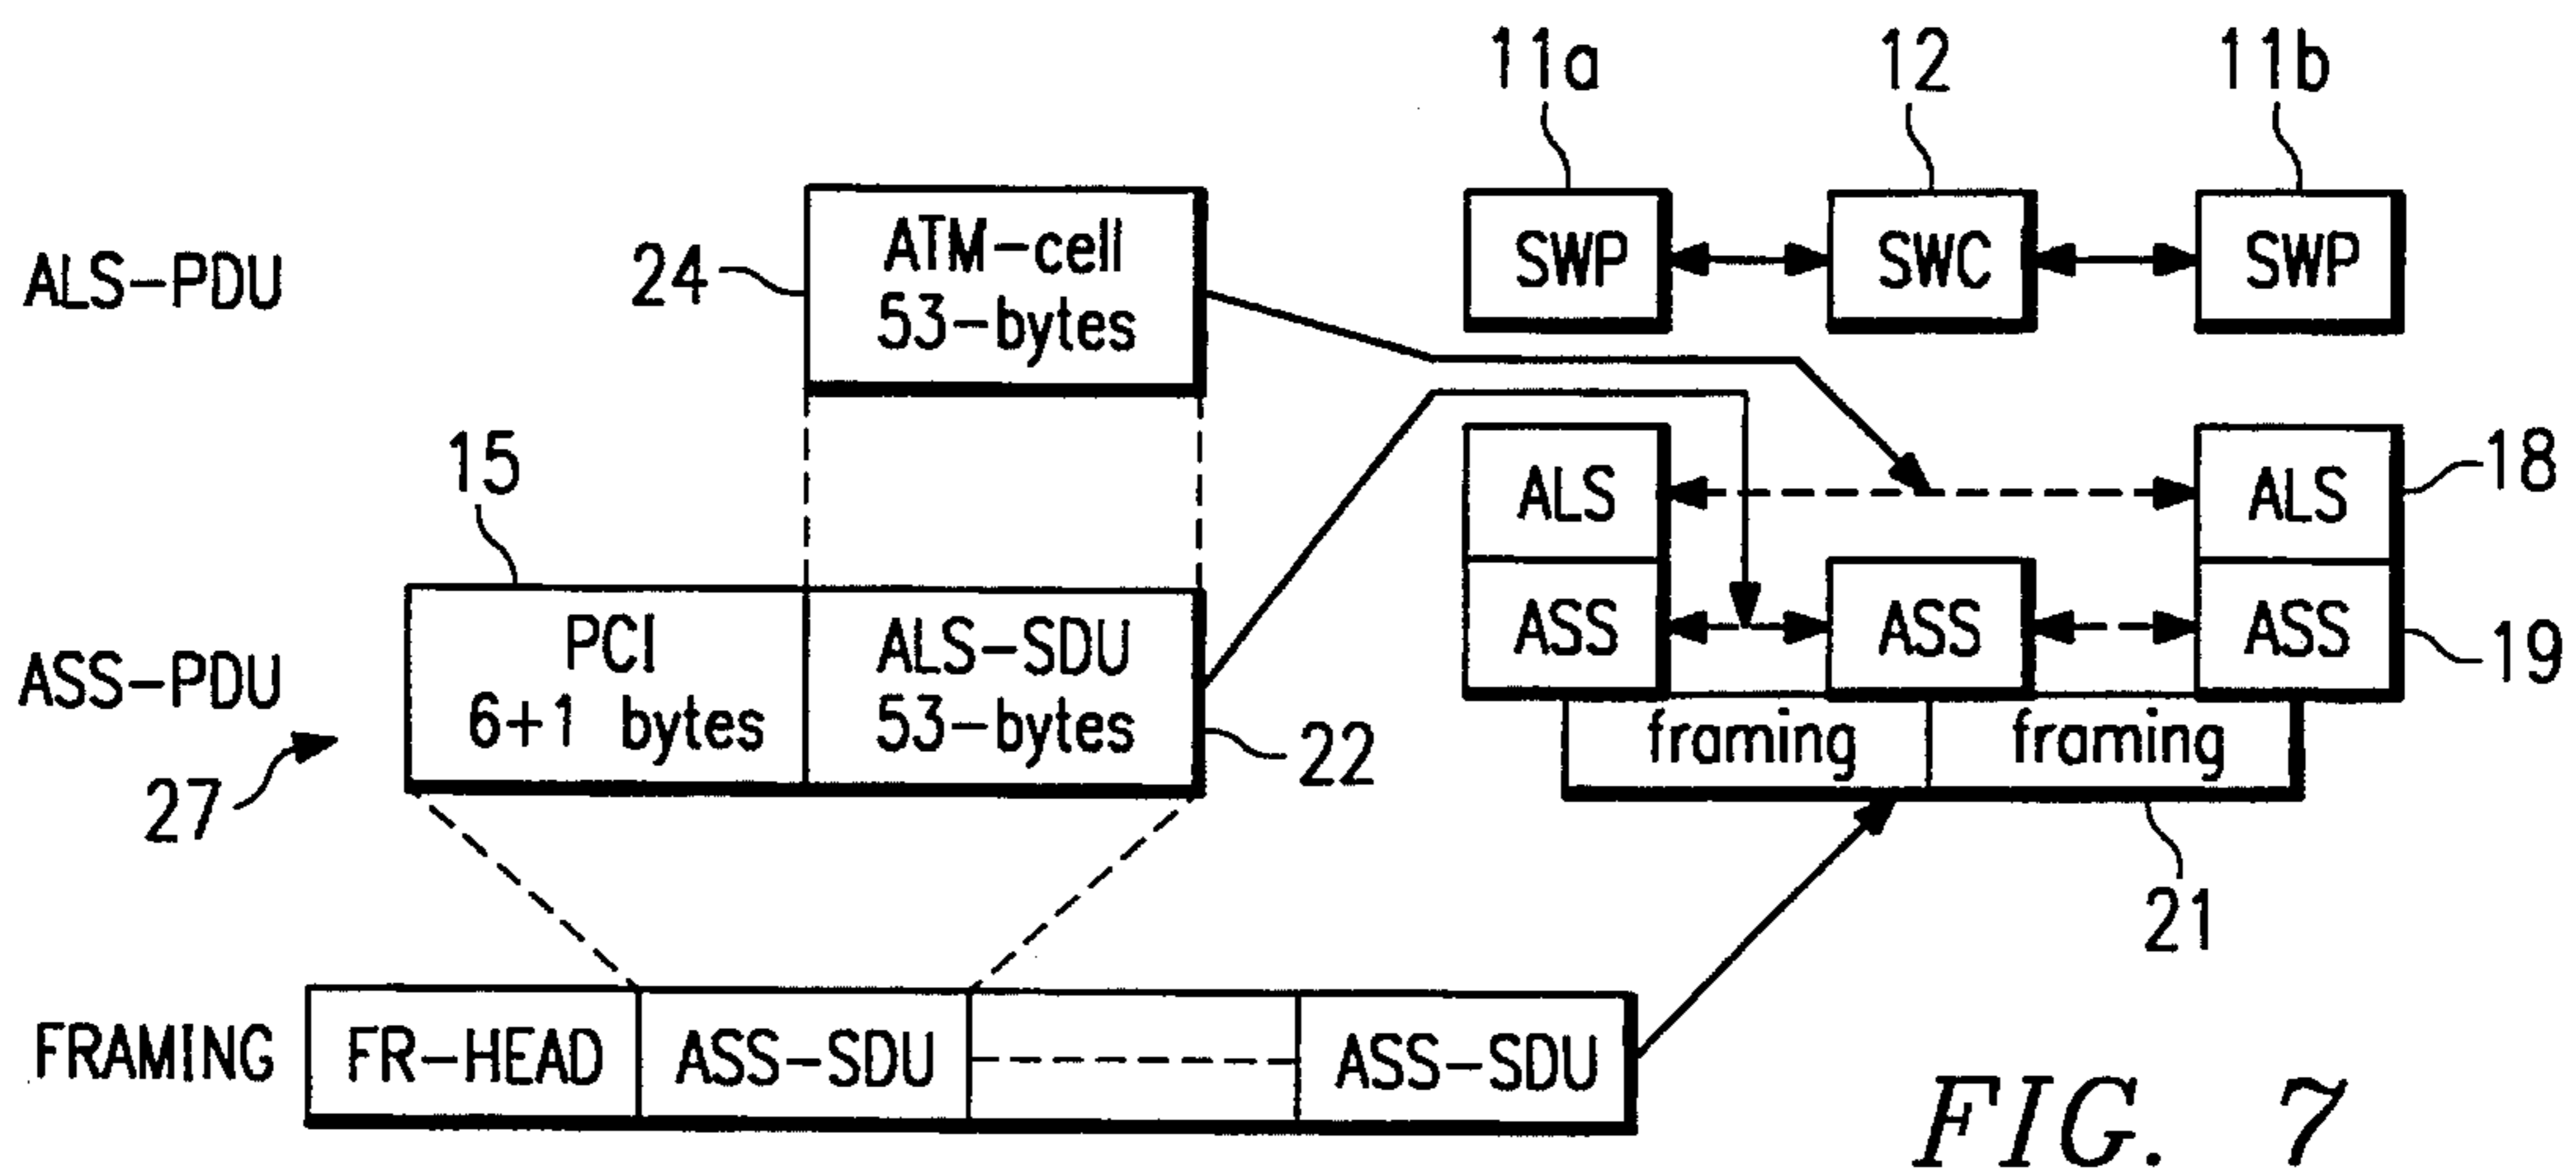 11a
12
11b
ALS-PDU
24
ATM-cell
53-bytes
SWP
SWC
SWP
15
ALS
ALS
18
ASS-PDU
27
PCI
6+1 bytes
ALS-SDU
53-bytes
22
ASS
ASS
ASS
19
framing
framing
21
FRAMING
FR-HEAD
ASS-SDU
ASS-SDU
FIG. 7